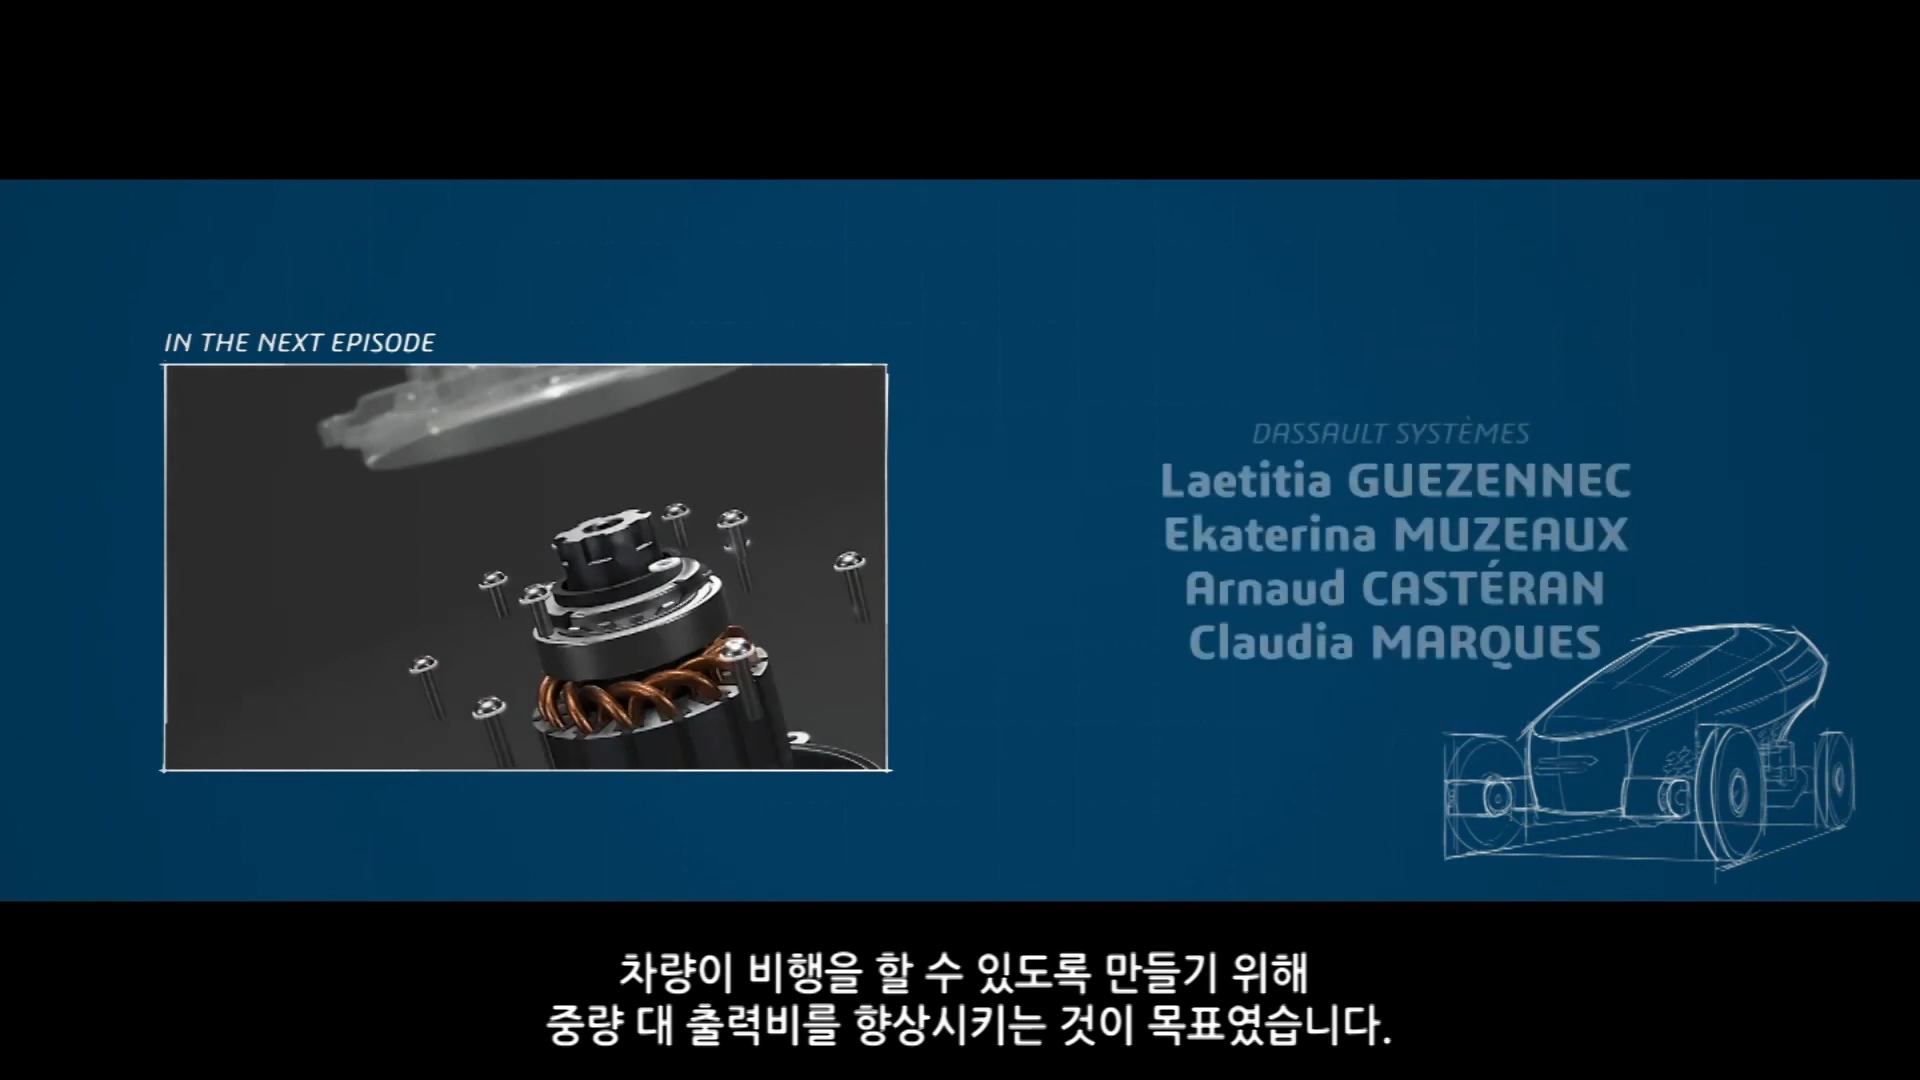 IN THE NEXT EPISODE
DASSAULT SYSTÈMES
Laetitia GUEZENNEC
Ekaterina MUZEAUX
Arnaud CASTÉRAN
Claudia MARQUES
차량이 비행을 할 수 있도록 만들기 위해
중량 대 출력비를 향상시키는 것이 목표였습니다.